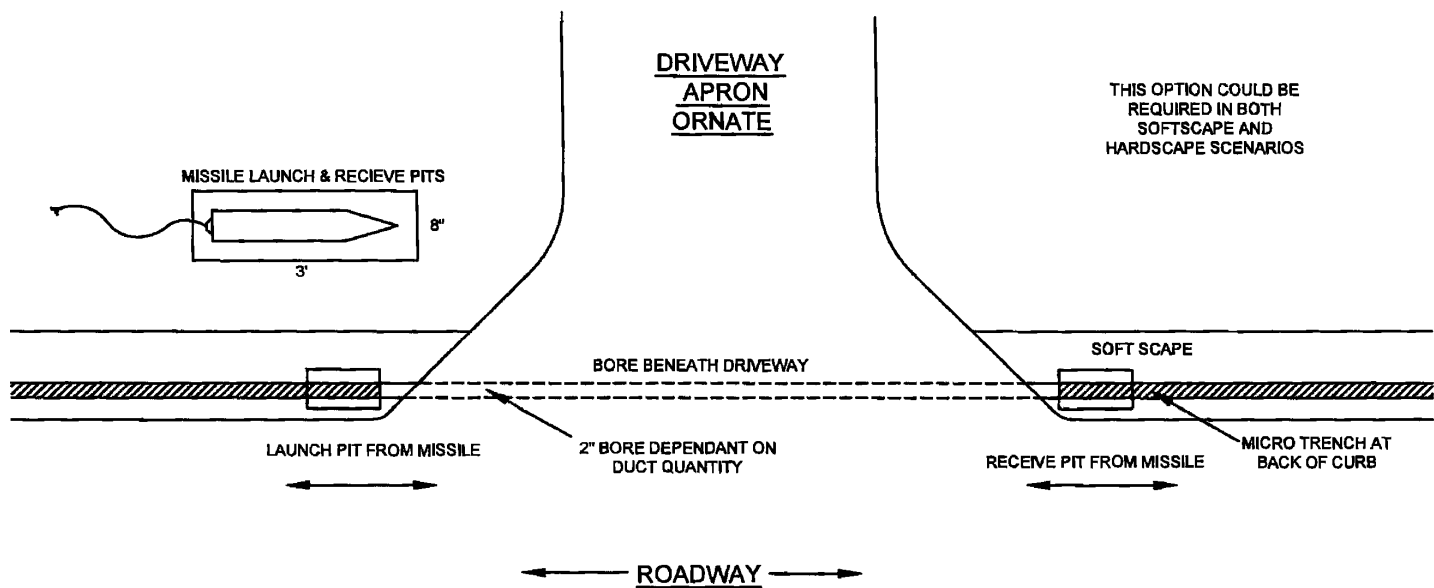 DRIVEWAY
APRON
ORNATE
THIS OPTION COULD BE
REQUIRED IN BOTH
SOFTSCAPE AND
HARDSCAPE SCENARIOS
MISSILE LAUNCH & RECIEVE PITS
8"
3'
SOFT SCAPE
BORE BENEATH DRIVEWAY
LAUNCH PIT FROM MISSILE
2" BORE DEPENDANT ON
DUCT QUANTITY
RECEIVE PIT FROM MISSILE
MICRO TRENCH AT
BACK OF CURB
ROADWAY